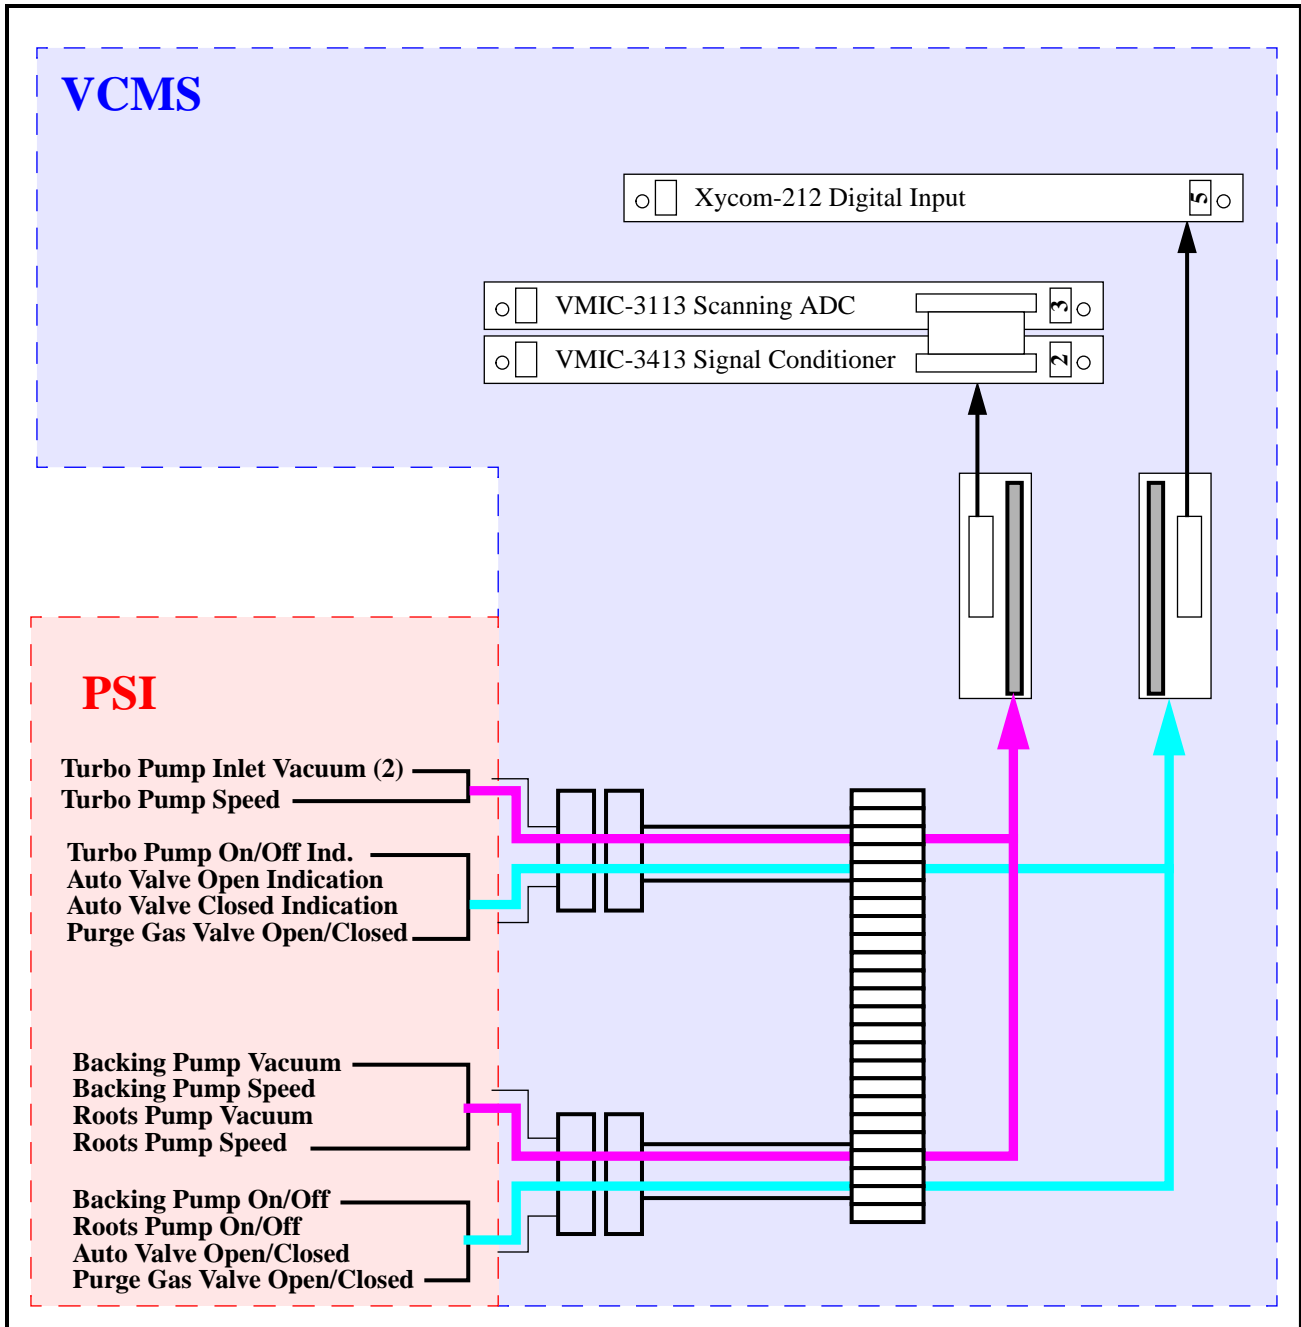 VCMS
Xycom-212 Digital Input
5
VMIC-3113 Scanning ADC
3
VMIC-3413 Signal Conditioner
2
PSI
Turbo Pump Inlet Vacuum (2)
Turbo Pump Speed
Turbo Pump On/Off Ind.
Auto Valve Open Indication
Auto Valve Closed Indication
Purge Gas Valve Open/Closed
Backing Pump Vacuum
Backing Pump Speed
Roots Pump Vacuum
Roots Pump Speed
Backing Pump On/Off
Roots Pump On/Off
Auto Valve Open/Closed
Purge Gas Valve Open/Closed